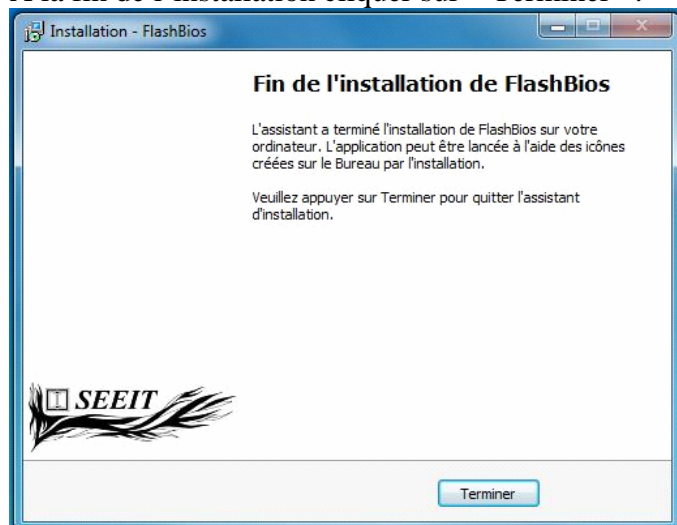 A la fin de l'installation cliquer sur « Terminer » .
Installation - FlashBios
Fin de l'installation de FlashBios
L'assistant a terminé l'installation de FlashBios sur votre
ordinateur. L'application peut être lancée à l'aide des icônes
créées sur le Bureau par l'installation.
Veuillez appuyer sur Terminer pour quitter l'assistant
d'installation.
SEEIT
Terminer